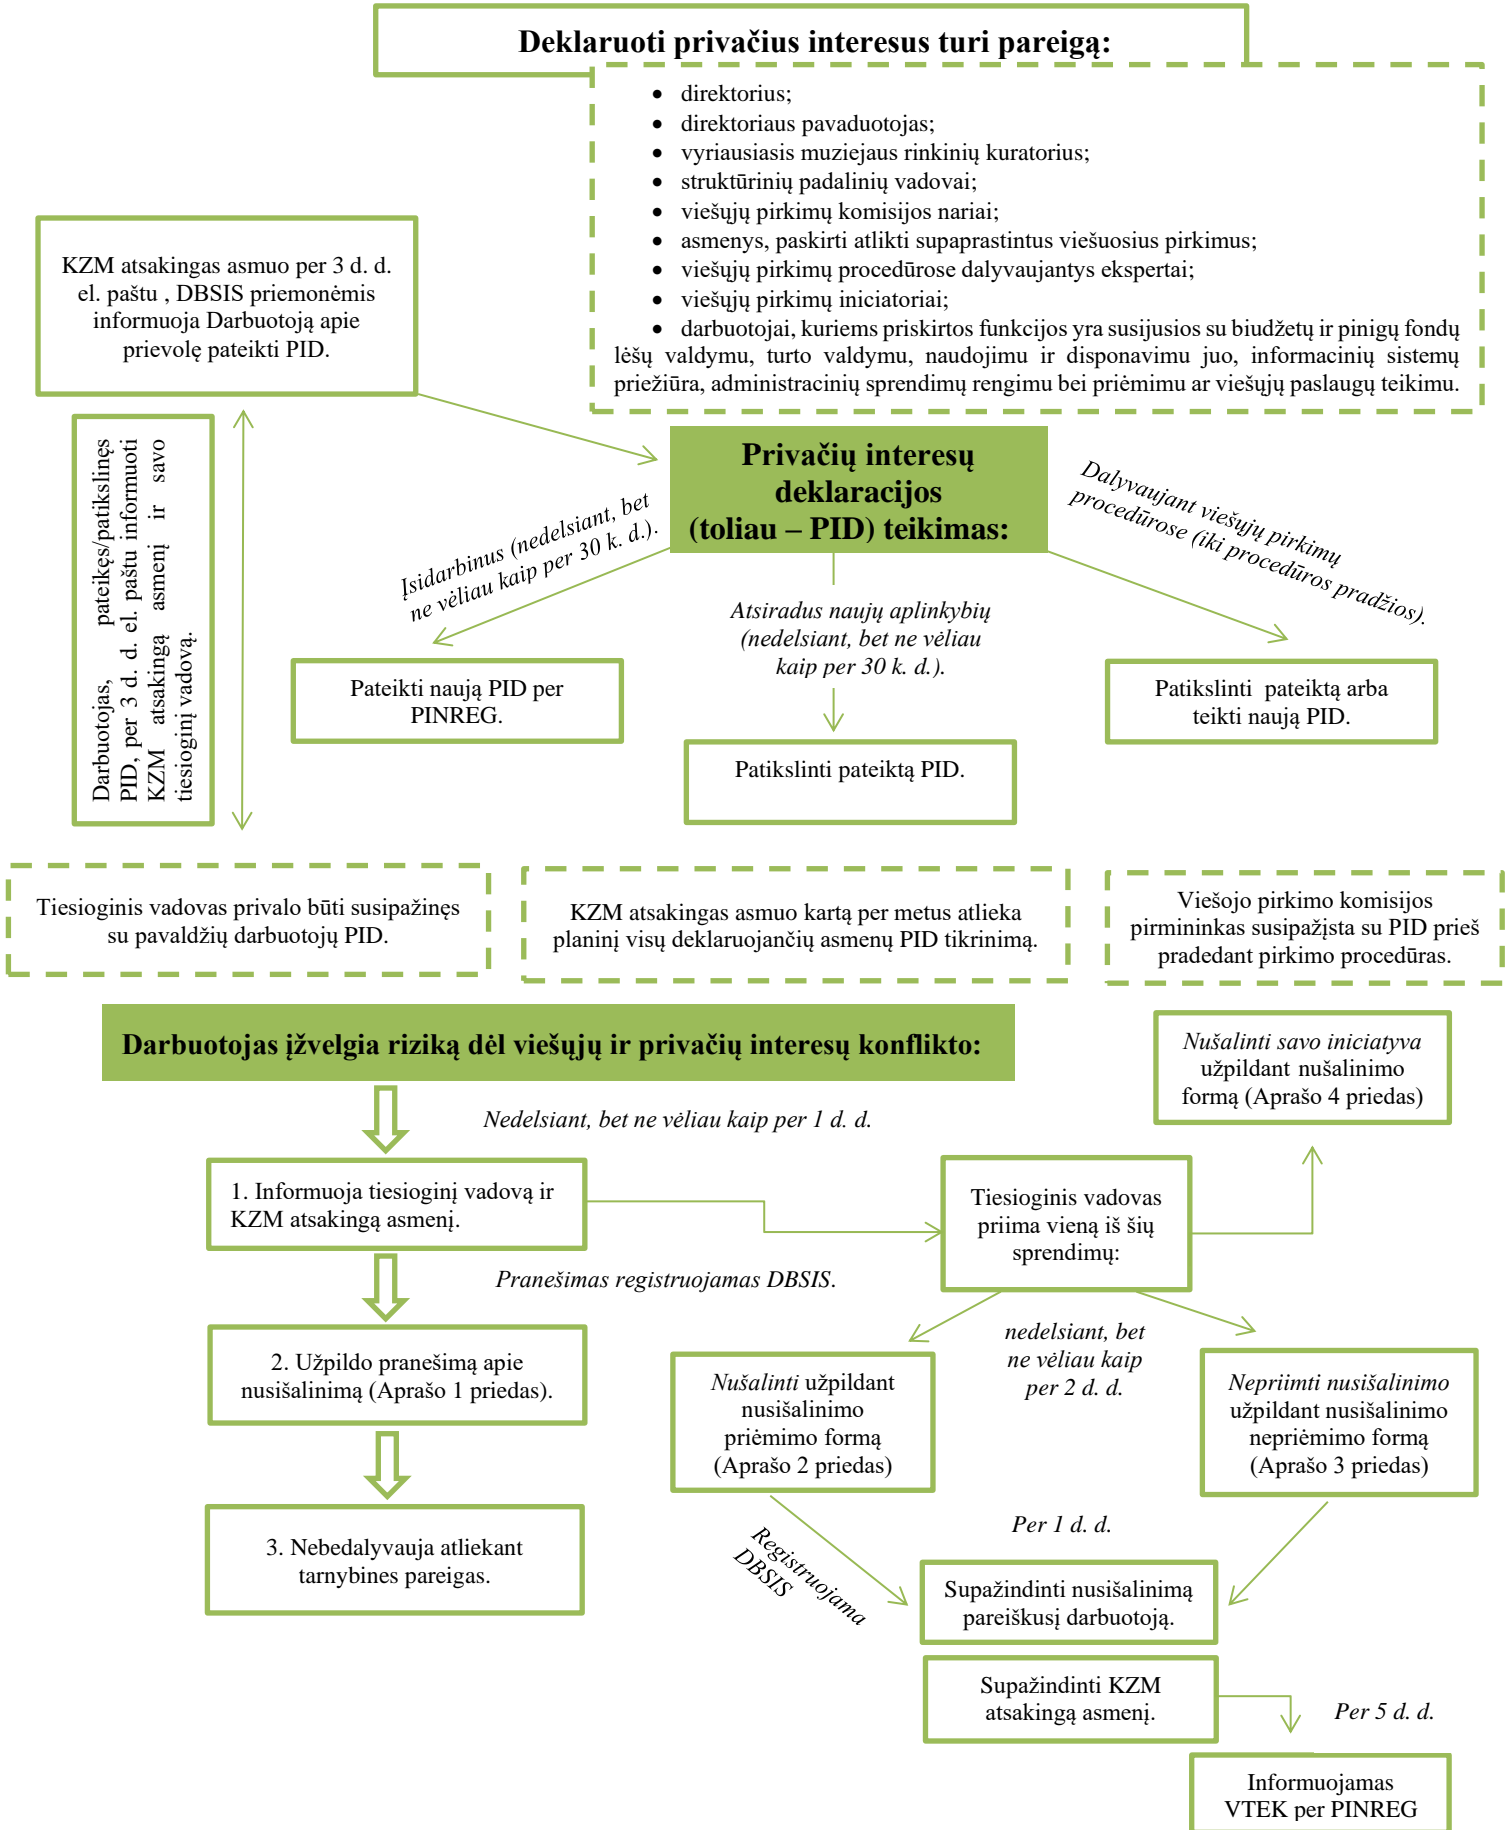 Deklaruoti privačius interesus turi pareigą:
• direktorius;
• direktoriaus pavaduotojas;
• vyriausiasis muziejaus rinkinių kuratorius;
• struktūrinių padalinių vadovai;
• viešųjų pirkimų komisijos nariai;
• asmenys, paskirti atlikti supaprastintus viešuosius pirkimus;
• viešųjų pirkimų procedūrose dalyvaujantys ekspertai;
• viešųjų pirkimų iniciatoriai;
• darbuotojai, kuriems priskirtos funkcijos yra susijusios su biudžetų ir pinigų fondų
lėšų valdymu, turto valdymu, naudojimu ir disponavimu juo, informacinių sistemų
priežiūra, administracinių sprendimų rengimu bei priėmimu ar viešųjų paslaugų teikimu.
KZM atsakingas asmuo per 3 d. d.
el. paštu , DBSIS priemonėmis
informuoja Darbuotoją apie
prievolę pateikti PID.
Darbuotojas, pateikęs/patikslinęs
PID, per 3 d. d. el. paštu informuoti
KZM atsakingą asmenį ir savo
tiesioginį vadovą.
Privačių interesų
deklaracijos
(toliau – PID) teikimas:
Įsidarbinus (nedelsiant, bet
ne vėliau kaip per 30 k. d.).
Atsiradus naujų aplinkybių
(nedelsiant, bet ne vėliau
kaip per 30 k. d.).
Dalyvaujant viešųjų pirkimų
procedūrose (iki procedūros pradžios).
Pateikti naują PID per
PINREG.
Patikslinti pateiktą PID.
Patikslinti pateiktą arba
teikti naują PID.
Tiesioginis vadovas privalo būti susipažinęs
su pavaldžių darbuotojų PID.
KZM atsakingas asmuo kartą per metus atlieka
planinį visų deklaruojančių asmenų PID tikrinimą.
Viešojo pirkimo komisijos
pirmininkas susipažįsta su PID prieš
pradedant pirkimo procedūras.
Darbuotojas įžvelgia riziką dėl viešųjų ir privačių interesų konflikto:
Nedelsiant, bet ne vėliau kaip per 1 d. d.
Nušalinti savo iniciatyva
užpildant nušalinimo
formą (Aprašo 4 priedas)
1. Informuoja tiesioginį vadovą ir
KZM atsakingą asmenį.
Tiesioginis vadovas
priima vieną iš šių
sprendimų:
Pranešimas registruojamas DBSIS.
2. Užpildo pranešimą apie
nusišalinimą (Aprašo 1 priedas).
nedelsiant, bet
ne vėliau kaip
per 2 d. d.
Nušalinti užpildant
nusišalinimo
priėmimo formą
(Aprašo 2 priedas)
Nepriimti nusišalinimo
užpildant nusišalinimo
nepriėmimo formą
(Aprašo 3 priedas)
3. Nebedalyvauja atliekant
tarnybines pareigas.
Registruojama
DBSIS
Per 1 d. d.
Supažindinti nusišalinimą
pareiškusį darbuotoją.
Supažindinti KZM
atsakingą asmenį.
Per 5 d. d.
Informuojamas
VTEK per PINREG